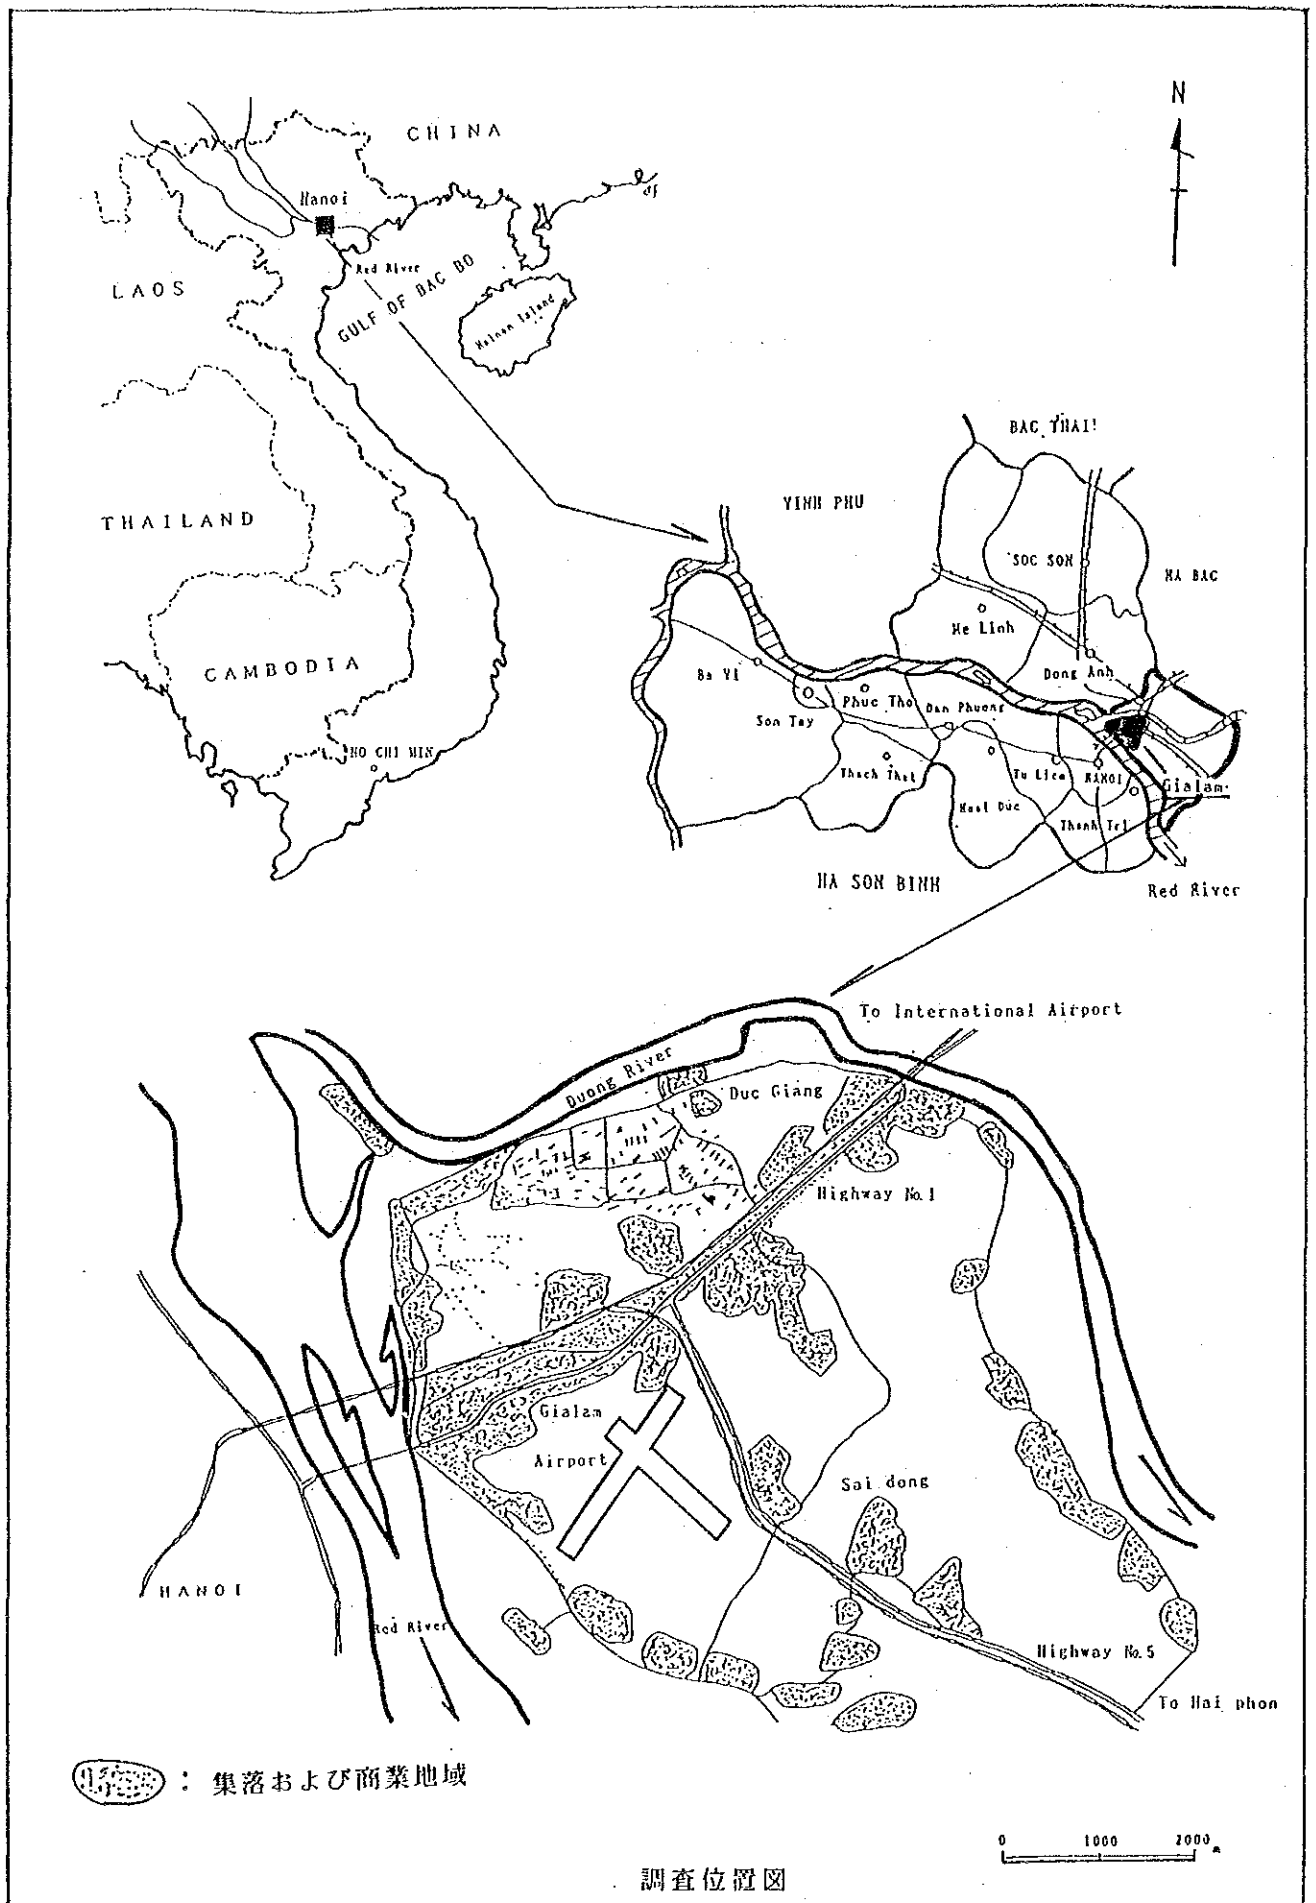 N
CHINA
Hanoi
Red River
LAOS
GULF OF BAC BO
Hainan Island
THAILAND
CAMBODIA
HO CHI MIN
BAC THAI
VINH PHU
SOC SON
HA BAC
Me Linh
Dong Anh
Ba Vi
Phuc Tho
Dan Phuong
Son Tay
Thach That
Tu Liem
HANOI
Gialam
Hoai Duc
Thanh Tri
HA SON BINH
Red River
To International Airport
Duong River
Duc Giang
Highway No.1
Gialam
Airport
Sai dong
HANOI
Red River
Highway No.5
To Hai phon
: 集落および商業地域
0 1000 2000 m
調査位置図